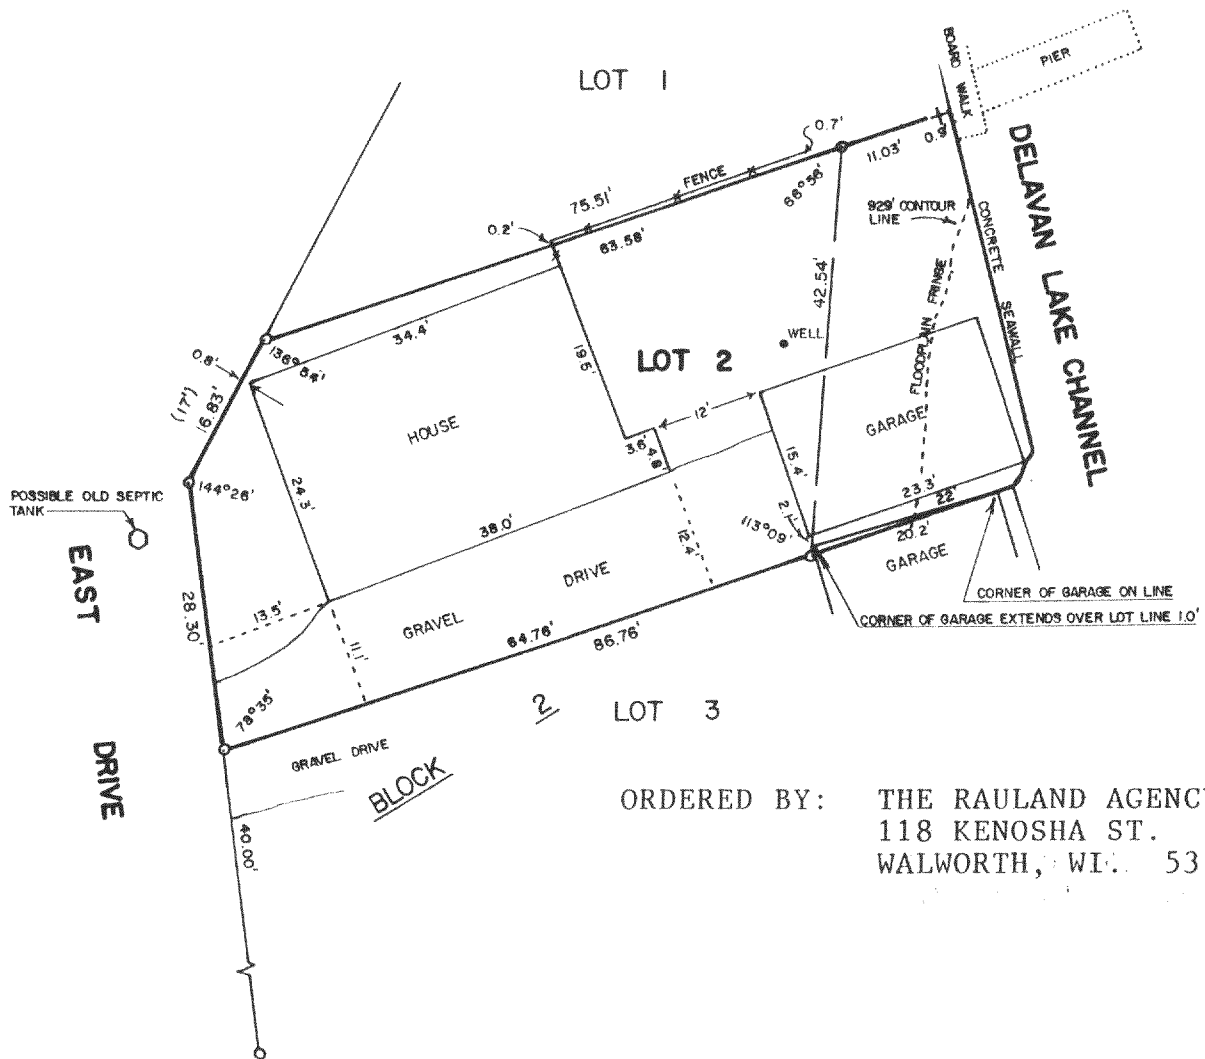 LOT 1
BOARD WALK
PIER
0.7'
0.9'
11.03'
FENCE
75.51'
66°56'
0.2'
63.58'
929' CONTOUR
LINE
CONCRETE SEAWALL
DELAVAN LAKE CHANNEL
42.54'
FLOODPLAIN FRINGE
WELL
LOT 2
34.4'
136°54'
0.8'
(17')
16.83'
19.5'
HOUSE
12'
3.6'
4.8'
GARAGE
15.4'
23.3'
22'
20.2'
GARAGE
2.1'
113°09'
144°26'
24.3'
POSSIBLE OLD SEPTIC
TANK
EAST DRIVE
38.0'
12.4'
GRAVEL DRIVE
28.30'
13.5'
11.1'
CORNER OF GARAGE ON LINE
CORNER OF GARAGE EXTENDS OVER LOT LINE 1.0'
64.76'
86.76'
78°35'
2
LOT 3
GRAVEL DRIVE
BLOCK
40.00'
ORDERED BY: THE RAULAND AGENC
118 KENOSHA ST.
WALWORTH, WI. 53